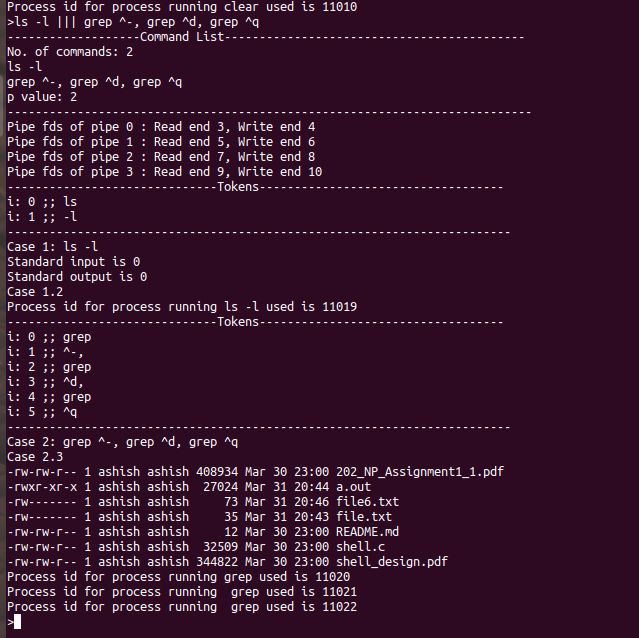 Process id for process running clear used is 11010
>ls -l ||| grep ^-, grep ^d, grep ^q
-------------------Command List-------------------------------------------
No. of commands: 2
ls -l
grep ^-, grep ^d, grep ^q
p value: 2
---------------------------------------------------------------------------
Pipe fds of pipe 0 : Read end 3, Write end 4
Pipe fds of pipe 1 : Read end 5, Write end 6
Pipe fds of pipe 2 : Read end 7, Write end 8
Pipe fds of pipe 3 : Read end 9, Write end 10
------------------------------Tokens-----------------------------------
i: 0 ;; ls
i: 1 ;; -l
------------------------------------------------------------------------
Case 1: ls -l
Standard input is 0
Standard output is 0
Case 1.2
Process id for process running ls -l used is 11019
------------------------------Tokens-----------------------------------
i: 0 ;; grep
i: 1 ;; ^-,
i: 2 ;; grep
i: 3 ;; ^d,
i: 4 ;; grep
i: 5 ;; ^q
------------------------------------------------------------------------
Case 2: grep ^-, grep ^d, grep ^q
Case 2.3
-rw-rw-r-- 1 ashish ashish 408934 Mar 30 23:00 202_NP_Assignment1_1.pdf
-rwxr-xr-x 1 ashish ashish  27024 Mar 31 20:44 a.out
-rw------- 1 ashish ashish     73 Mar 31 20:46 file6.txt
-rw------- 1 ashish ashish     35 Mar 31 20:43 file.txt
-rw-rw-r-- 1 ashish ashish     12 Mar 30 23:00 README.md
-rw-rw-r-- 1 ashish ashish  32509 Mar 30 23:00 shell.c
-rw-rw-r-- 1 ashish ashish 344822 Mar 30 23:00 shell_design.pdf
Process id for process running grep used is 11020
Process id for process running  grep used is 11021
Process id for process running  grep used is 11022
>